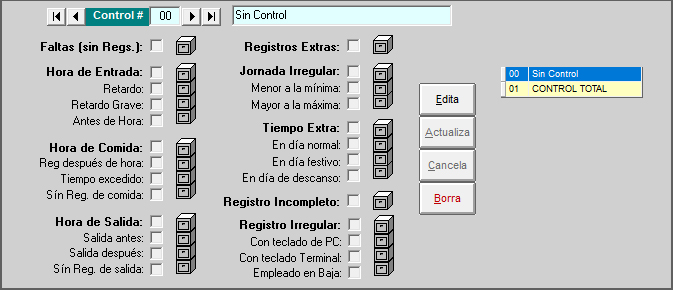 Control # 00 Sin Control
Faltas (sin Regs.):
Hora de Entrada:
Retardo:
Retardo Grave:
Antes de Hora:
Hora de Comida:
Reg después de hora:
Tiempo excedido:
Sín Reg. de comida:
Hora de Salida:
Salida antes:
Salida después:
Sín Reg. de salida:
Registros Extras:
Jornada Irregular:
Menor a la mínima:
Mayor a la máxima:
Tiempo Extra:
En día normal:
En día festivo:
En día de descanso:
Registro Incompleto:
Registro Irregular:
Con teclado de PC:
Con teclado Terminal:
Empleado en Baja:
Edita
Actualiza
Cancela
Borra
00 Sin Control
01 CONTROL TOTAL